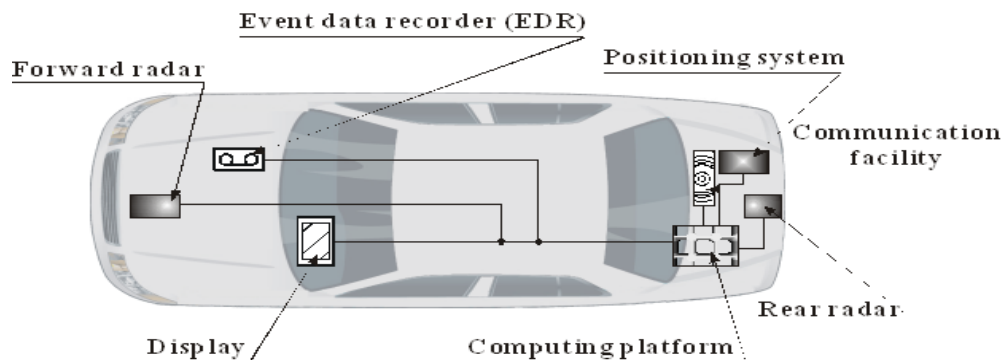 Event data recorder (EDR)
Forward radar
Positioning system
Communication
facility
Rear radar
Display
Computing platform